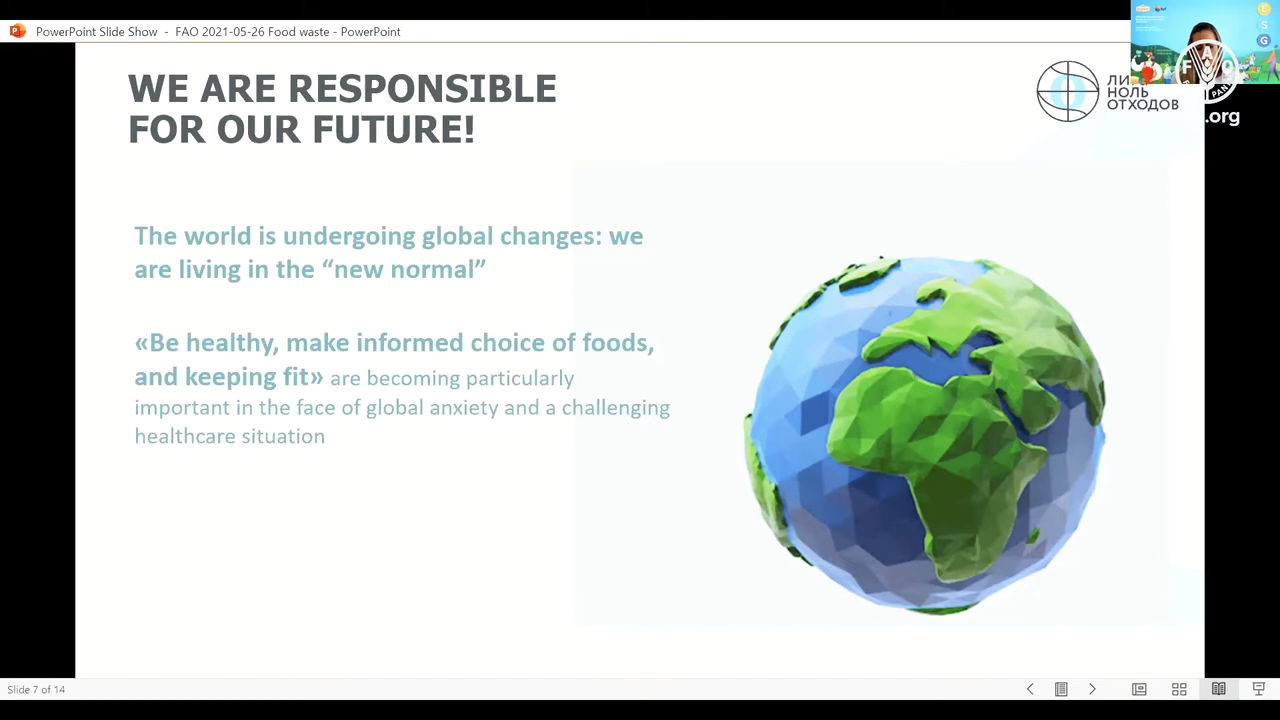 PowerPoint Slide Show - FAO 2021-05-26 Food waste - PowerPoint
WE ARE RESPONSIBLE
FOR OUR FUTURE!
НОЛЬ
ОТХОДОВ
F A O
.org
E
S
G
The world is undergoing global changes: we
are living in the “new normal”
«Be healthy, make informed choice of foods,
and keeping fit» are becoming particularly
important in the face of global anxiety and a challenging
healthcare situation
Slide 7 of 14